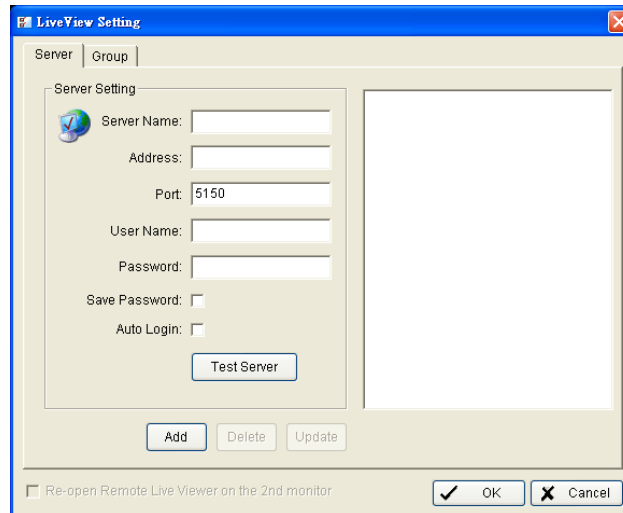 LiveView Setting
Server Group
Server Setting
Server Name:
Address:
Port: 5150
User Name:
Password:
Save Password:
Auto Login:
Test Server
Add Delete Update
Re-open Remote Live Viewer on the 2nd monitor
OK Cancel